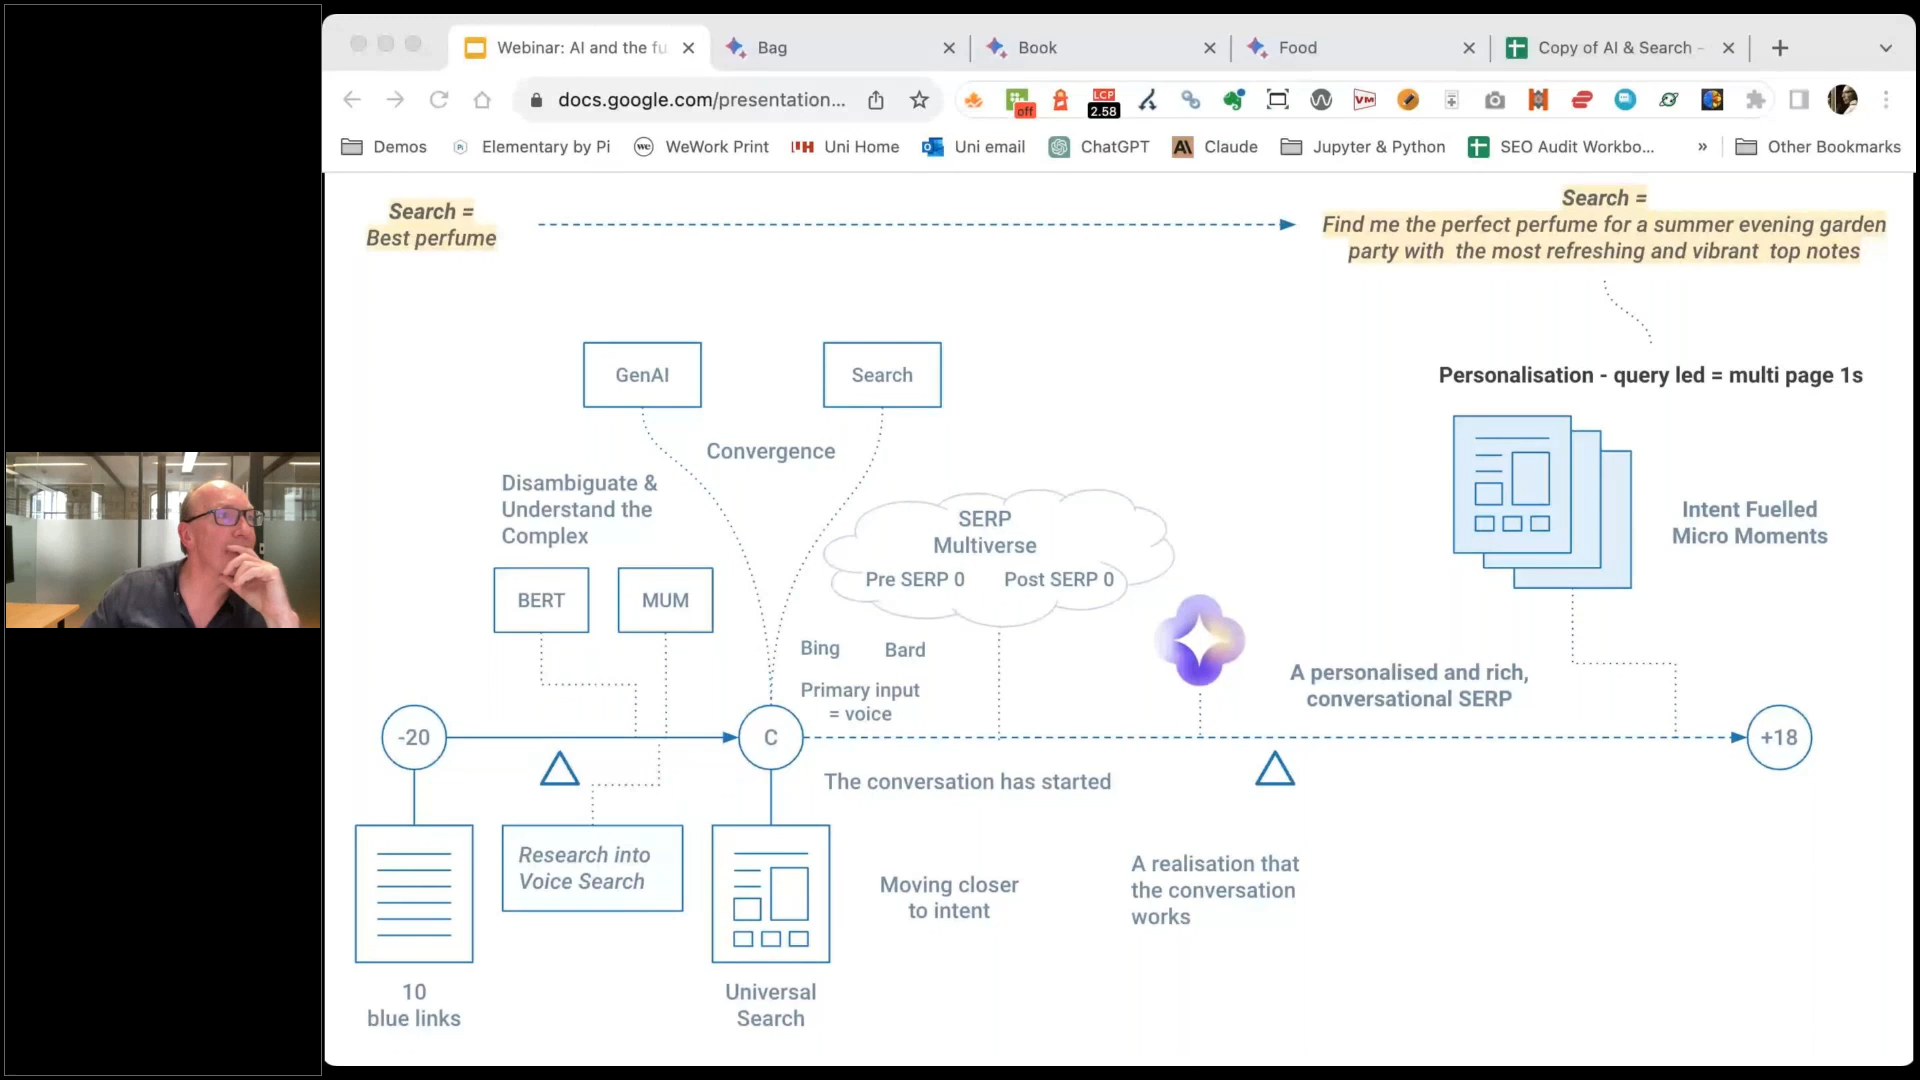 Webinar: AI and the fu
Bag
Book
Food
Copy of AI & Search -
docs.google.com/presentation...
off
LCP
2.58
VM
Demos
Pi
Elementary by Pi
we
WeWork Print
Uni Home
Uni email
ChatGPT
A\
Claude
Jupyter & Python
SEO Audit Workbo...
»
Other Bookmarks
Search =
Best perfume
Search =
Find me the perfect perfume for a summer evening garden
party with the most refreshing and vibrant top notes
GenAI
Search
Personalisation - query led = multi page 1s
Convergence
Disambiguate &
Understand the
Complex
SERP
Multiverse
Pre SERP 0
Post SERP 0
Intent Fuelled
Micro Moments
BERT
MUM
Bing
Bard
Primary input
= voice
A personalised and rich,
conversational SERP
-20
C
+18
The conversation has started
Research into
Voice Search
Moving closer
to intent
A realisation that
the conversation
works
10
blue links
Universal
Search